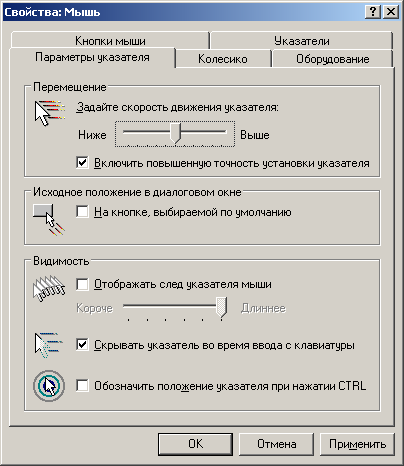 Свойства: Мышь
Кнопки мыши Указатели
Параметры указателя Колесико Оборудование
Перемещение
Задайте скорость движения указателя:
Ниже Выше
Включить повышенную точность установки указателя
Исходное положение в диалоговом окне
На кнопке, выбираемой по умолчанию
Видимость
Отображать след указателя мыши
Короче Длиннее
Скрывать указатель во время ввода с клавиатуры
Обозначить положение указателя при нажатии CTRL
OK Отмена Применить